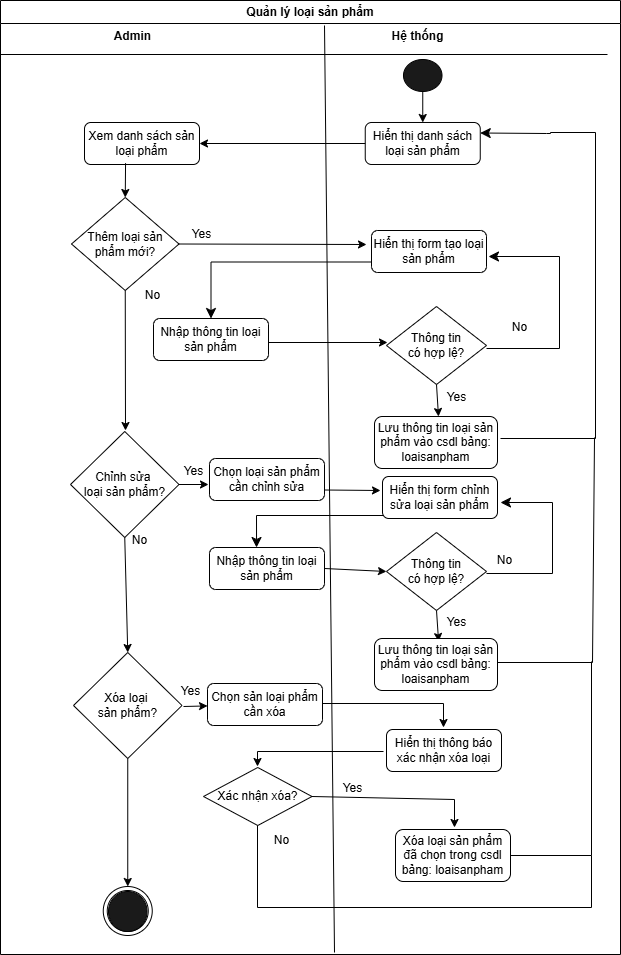 Quản lý loại sản phẩm
Admin
Hệ thống
Xem danh sách sản
loại phẩm
Hiển thị danh sách
loại sản phẩm
Thêm loại sản
phẩm mới?
Yes
Hiển thị form tạo loại
sản phẩm
No
Nhập thông tin loại
sản phẩm
Thông tin
có hợp lệ?
No
Yes
Lưu thông tin loại sản
phẩm vào csdl bảng:
loaisanpham
Chỉnh sửa
loại sản phẩm?
Yes
Chọn loại sản phẩm
cần chỉnh sửa
Hiển thị form chỉnh
sửa loại sản phẩm
No
Nhập thông tin loại
sản phẩm
Thông tin
có hợp lệ?
No
Yes
Lưu thông tin loại sản
phẩm vào csdl bảng:
loaisanpham
Xóa loại
sản phẩm?
Yes
Chọn sản loại phẩm
cần xóa
Hiển thị thông báo
xác nhận xóa loại
Xác nhận xóa?
Yes
No
Xóa loại sản phẩm
đã chọn trong csdl
bảng: loaisanpham